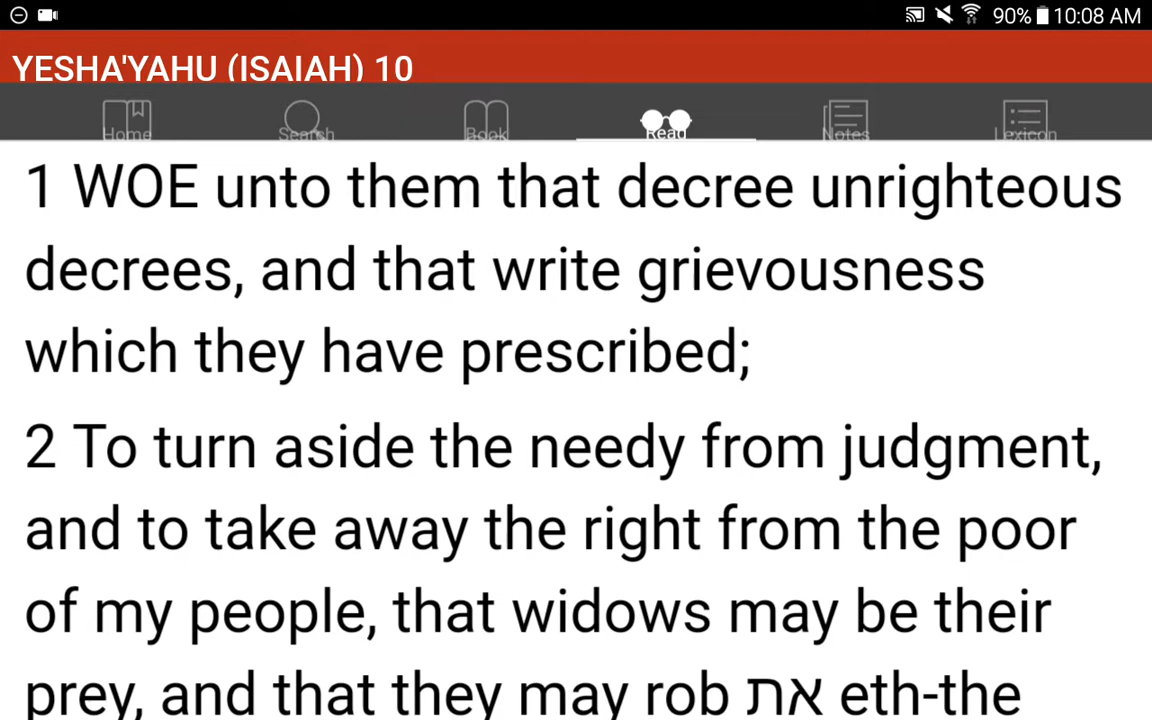 90% 10:08 AM
YESHA'YAHU (ISAIAH) 10
Home Search Book Read Notes Lexicon
1 WOE unto them that decree unrighteous
decrees, and that write grievousness
which they have prescribed;
2 To turn aside the needy from judgment,
and to take away the right from the poor
of my people, that widows may be their
prey, and that they may rob את eth-the